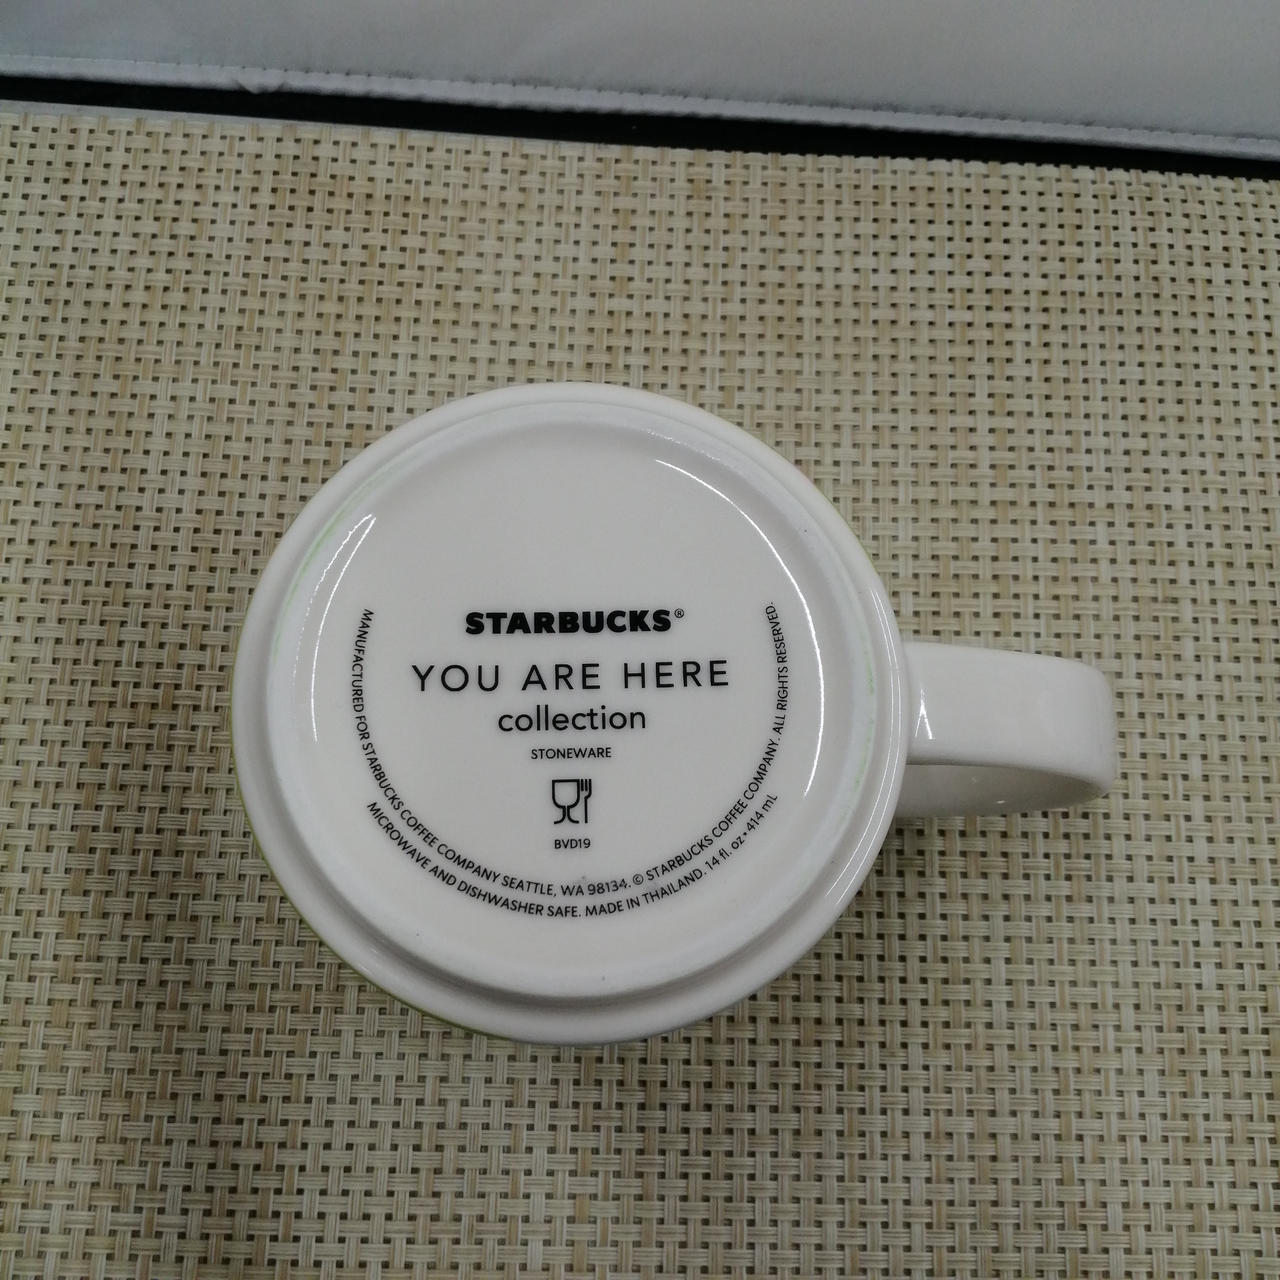 STARBUCKS®
YOU ARE HERE
collection
STONEWARE
BVD19
MANUFACTURED FOR STARBUCKS COFFEE COMPANY SEATTLE, WA 98134. © STARBUCKS COFFEE COMPANY. ALL RIGHTS RESERVED.
MICROWAVE AND DISHWASHER SAFE. MADE IN THAILAND. 14 fl. oz • 414 mL